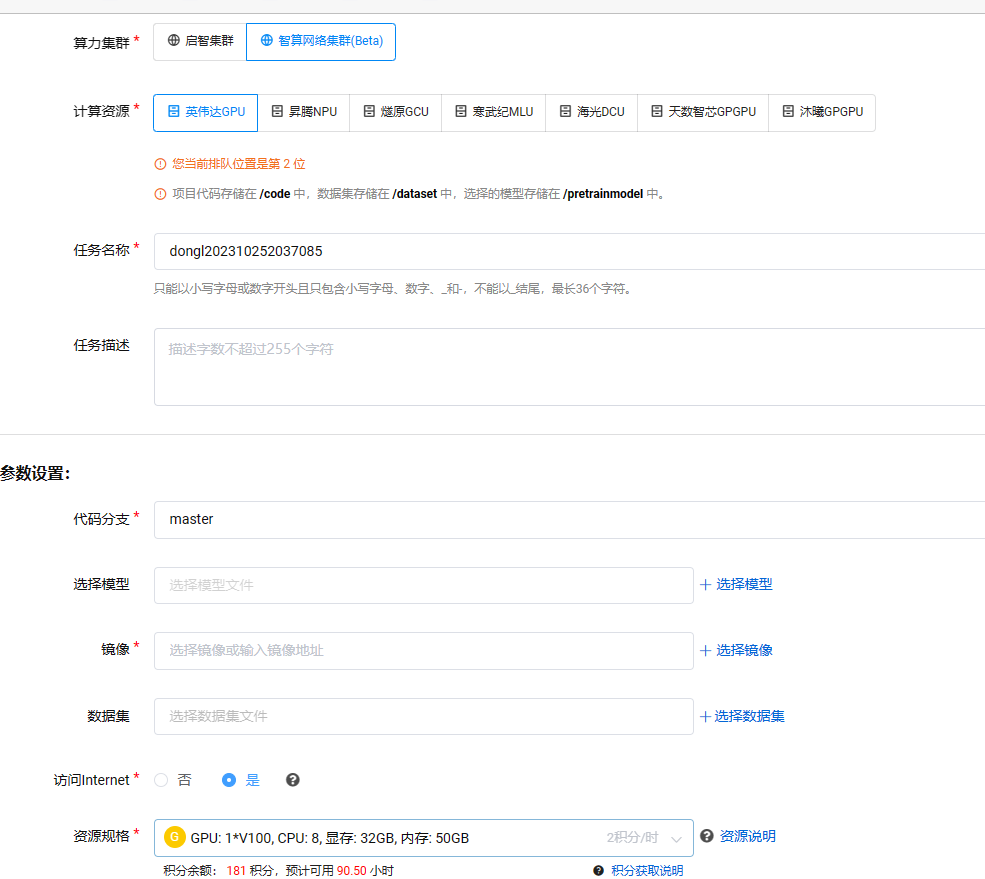 算力集群 * 启智集群 智算网络集群(Beta)
计算资源 * 英伟达GPU 昇腾NPU 燧原GCU 寒武纪MLU 海光DCU 天数智芯GPGPU 沐曦GPGPU
您当前排队位置是第 2 位
项目代码存储在 /code 中，数据集存储在 /dataset 中，选择的模型存储在 /pretrainmodel 中。
任务名称 * dongl202310252037085
只能以小写字母或数字开头且只包含小写字母、数字、_和-，不能以_结尾，最长36个字符。
任务描述 描述字数不超过255个字符
参数设置：
代码分支 * master
选择模型 选择模型文件 + 选择模型
镜像 * 选择镜像或输入镜像地址 + 选择镜像
数据集 选择数据集文件 + 选择数据集
访问Internet * 否 是 ?
资源规格 * G GPU: 1*V100, CPU: 8, 显存: 32GB, 内存: 50GB 2积分/时 ? 资源说明
积分余额： 181 积分，预计可用 90.50 小时 ? 积分获取说明